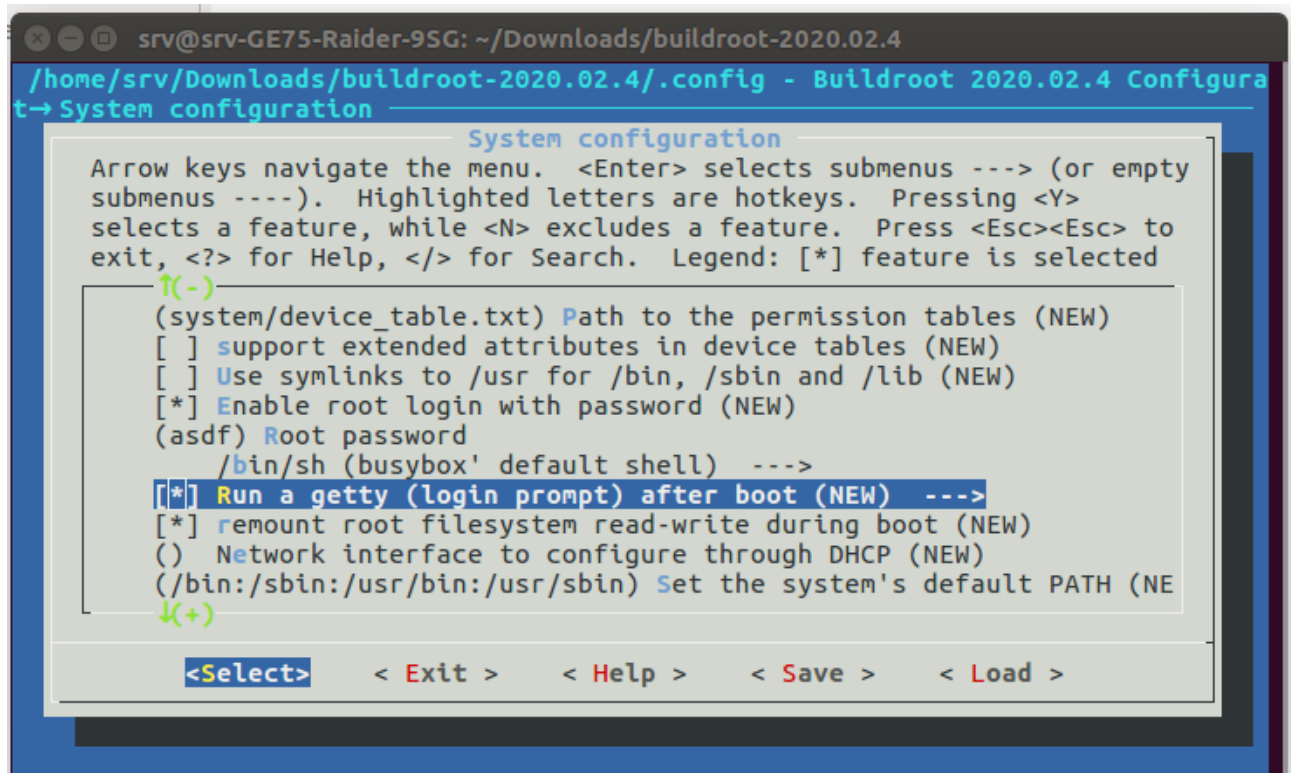 srv@srv-GE75-Raider-9SG: ~/Downloads/buildroot-2020.02.4
/home/srv/Downloads/buildroot-2020.02.4/.config - Buildroot 2020.02.4 Configura
t→ System configuration
System configuration
Arrow keys navigate the menu.  <Enter> selects submenus ---> (or empty
submenus ----).  Highlighted letters are hotkeys.  Pressing <Y>
selects a feature, while <N> excludes a feature.  Press <Esc><Esc> to
exit, <?> for Help, </> for Search.  Legend: [*] feature is selected
↑(-)
(system/device_table.txt) Path to the permission tables (NEW)
[ ] support extended attributes in device tables (NEW)
[ ] Use symlinks to /usr for /bin, /sbin and /lib (NEW)
[*] Enable root login with password (NEW)
(asdf) Root password
/bin/sh (busybox' default shell)  --->
[*] Run a getty (login prompt) after boot (NEW)  --->
[*] remount root filesystem read-write during boot (NEW)
()  Network interface to configure through DHCP (NEW)
(/bin:/sbin:/usr/bin:/usr/sbin) Set the system's default PATH (NE
↓(+)
<Select>    < Exit >    < Help >    < Save >    < Load >